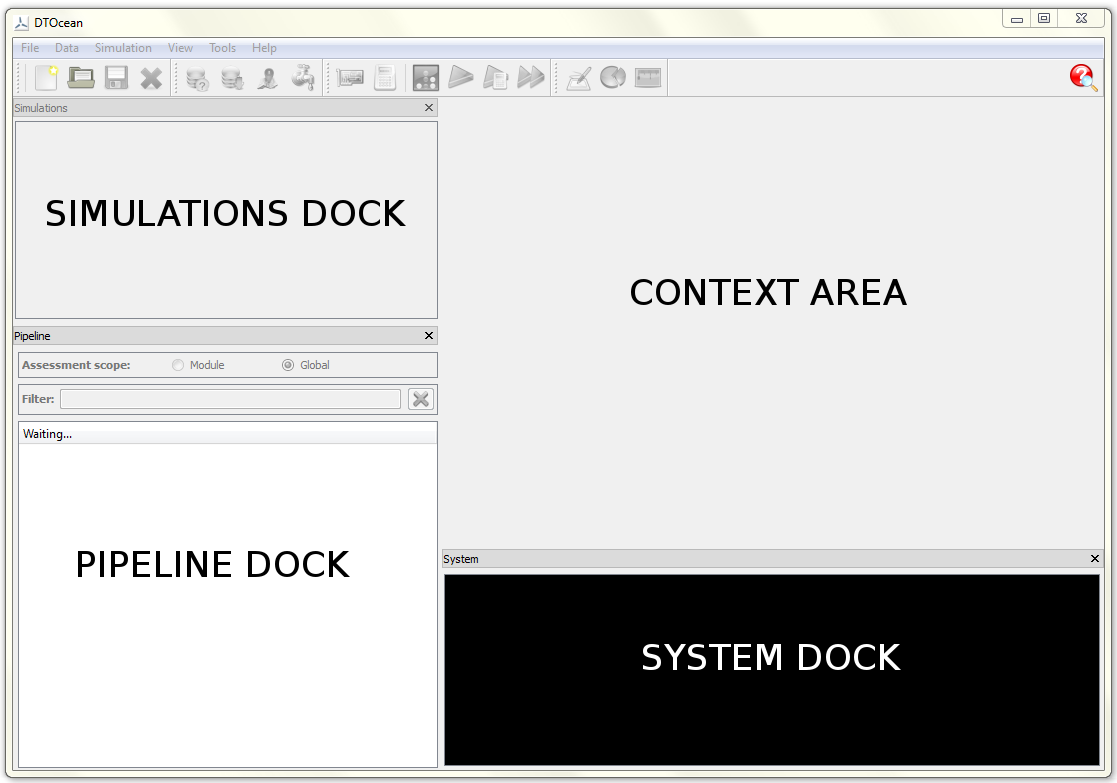 DTOcean
File Data Simulation View Tools Help
Simulations
SIMULATIONS DOCK
CONTEXT AREA
Pipeline
Assessment scope: Module Global
Filter:
Waiting...
PIPELINE DOCK
System
SYSTEM DOCK